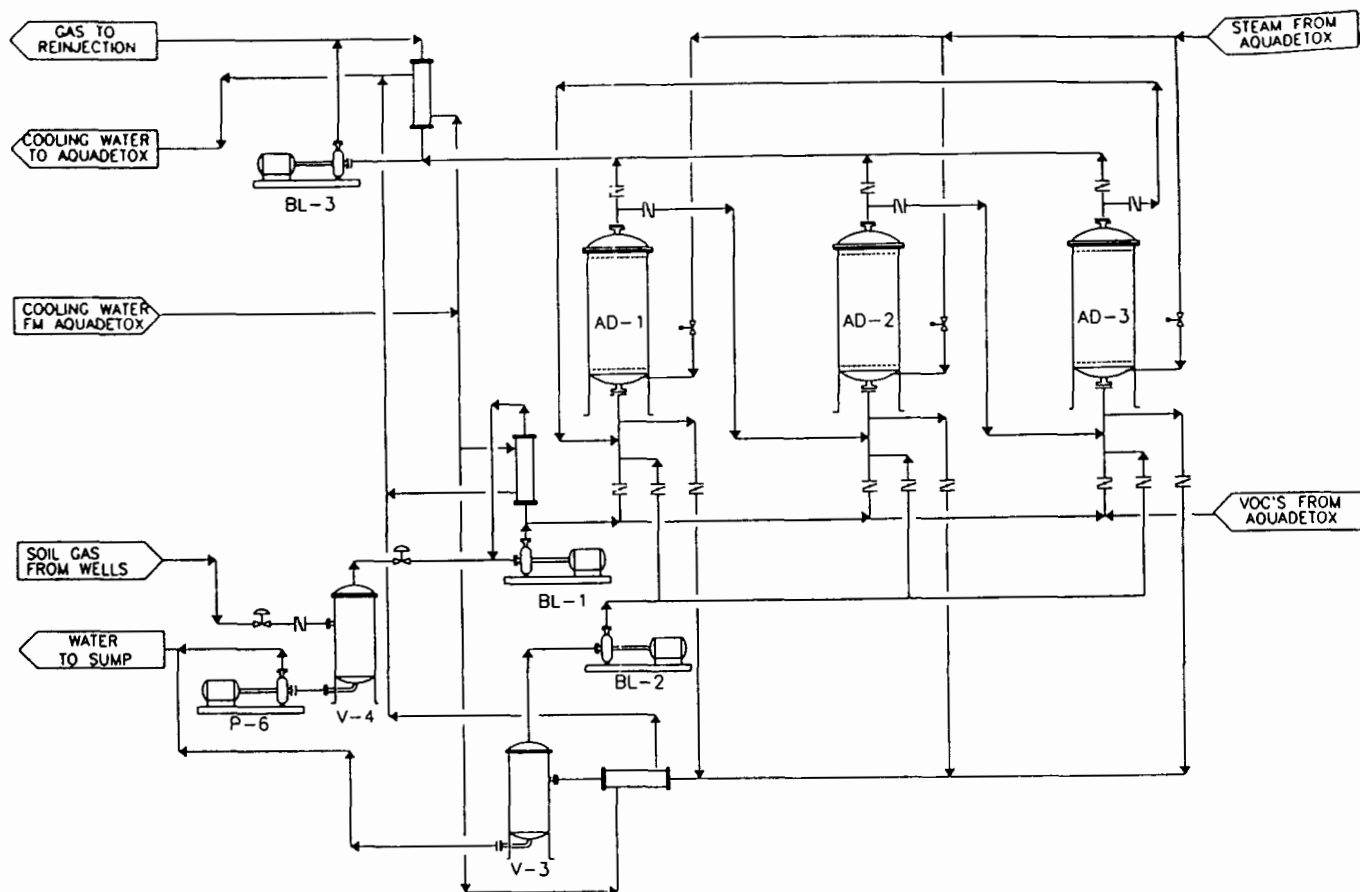 GAS TO
REINJECTION
STEAM FROM
AQUADETOX
COOLING WATER
TO AQUADETOX
BL-3
COOLING WATER
FM AQUADETOX
AD-1
AD-2
AD-3
VOC'S FROM
AQUADETOX
SOIL GAS
FROM WELLS
BL-1
WATER
TO SUMP
BL-2
P-6
V-4
V-3